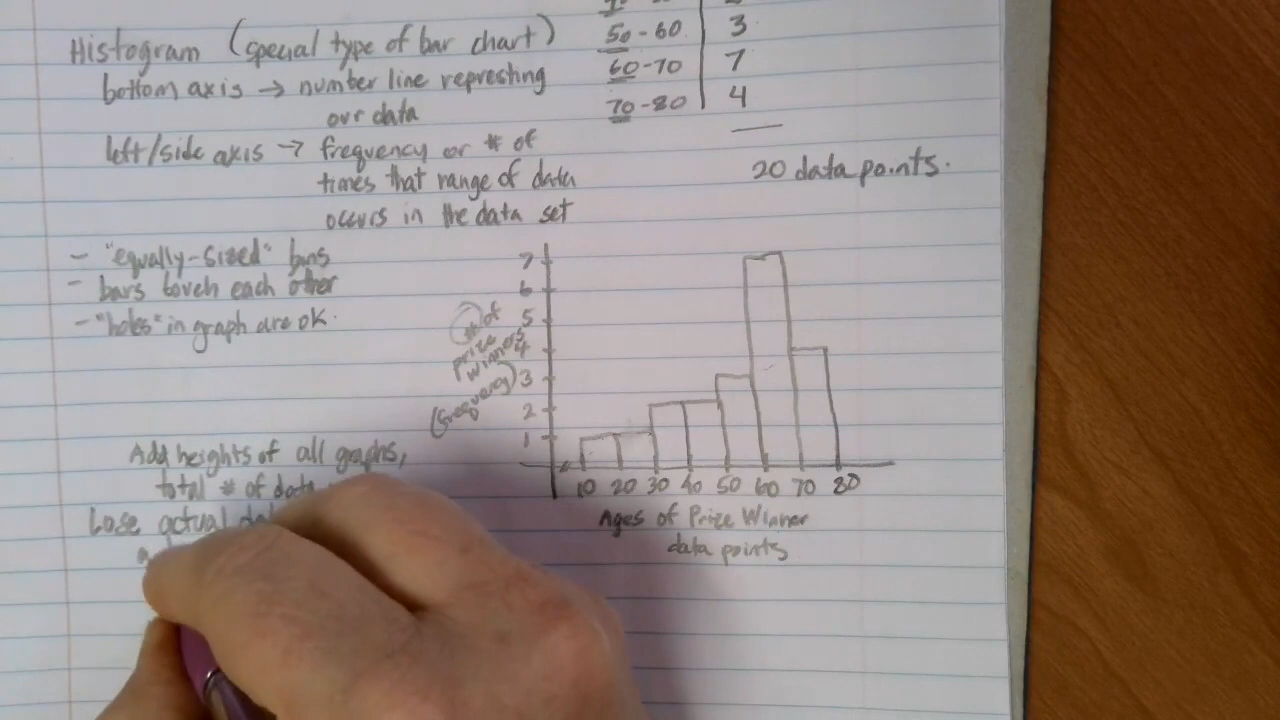 Histogram (special type of bar chart)
bottom axis → number line represting
our data
left/side axis → frequency or # of
times that range of data
occurs in the data set
50-60 3
60-70 7
70-80 4
20 data points.
- "equally-sized" bins
- bars touch each other
- "holes" in graph are ok.
7
6
5
4
3
2
1
# of
prize
winners
(frequency)
10 20 30 40 50 60 70 80
Ages of Prize Winner
data points
Add heights of all graphs,
total # of data
Lose actual